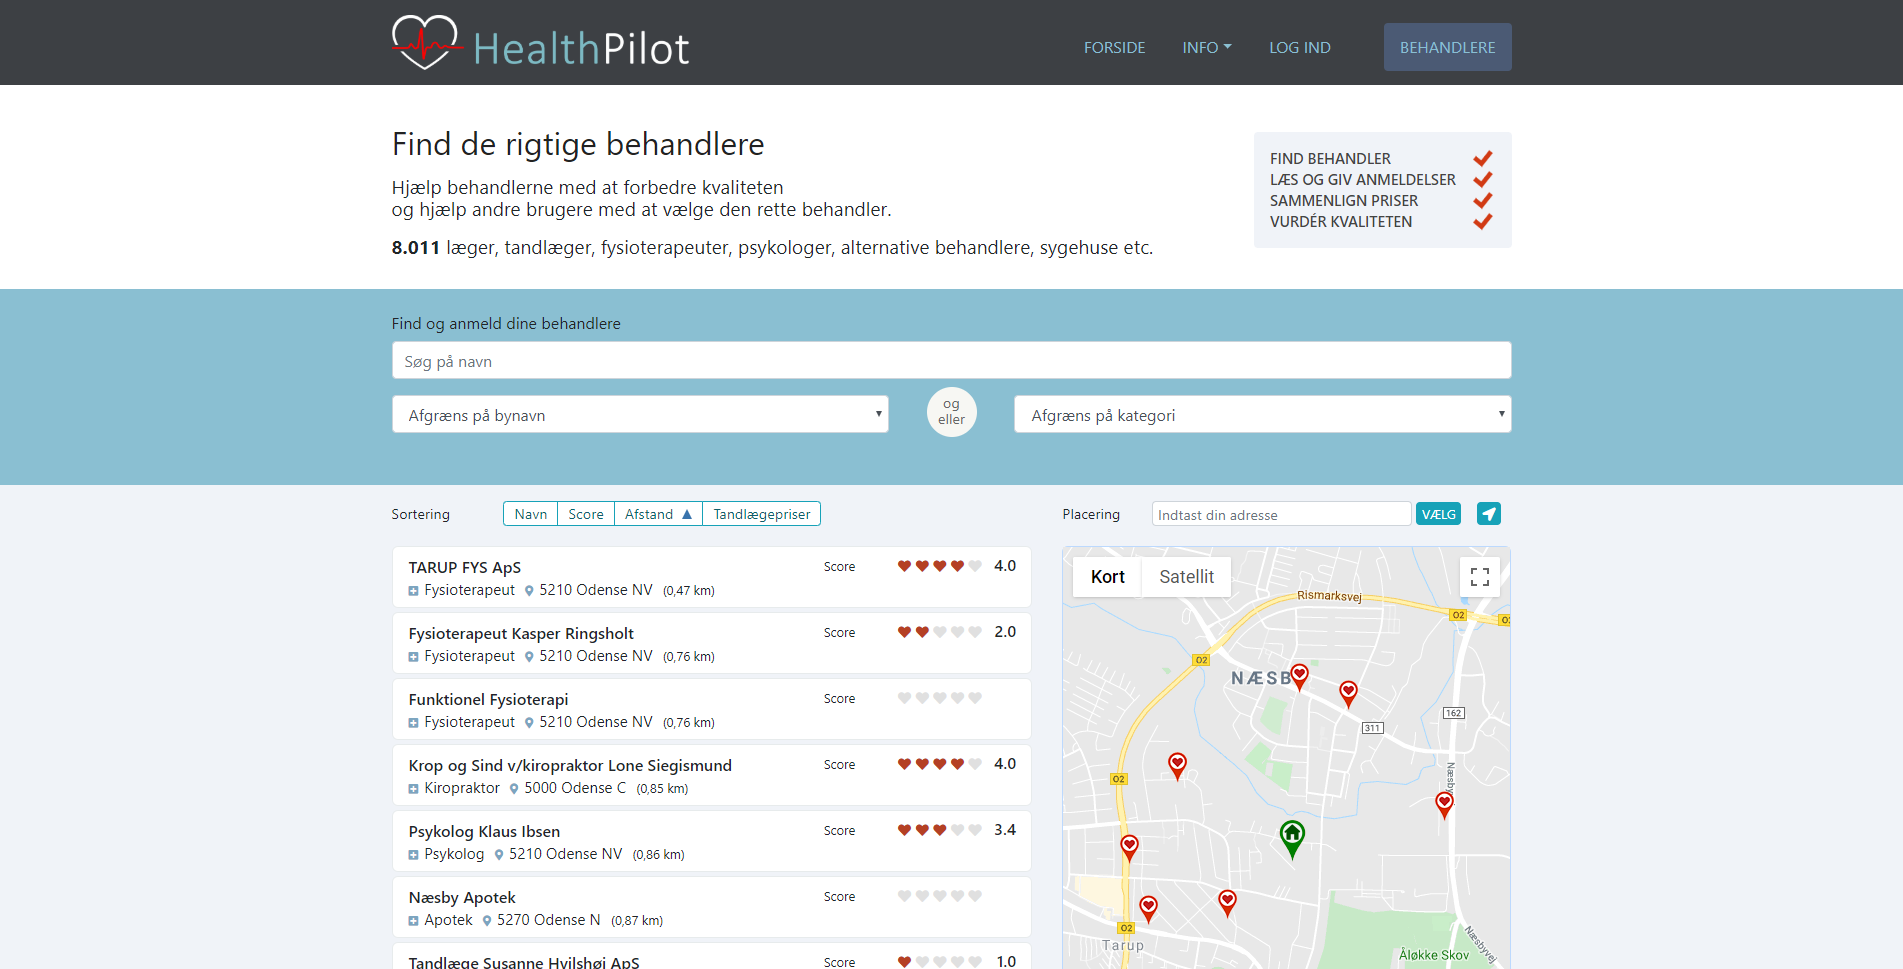 HealthPilot
FORSIDE
INFO
LOG IND
BEHANDLERE
Find de rigtige behandlere
Hjælp behandlerne med at forbedre kvaliteten
og hjælp andre brugere med at vælge den rette behandler.
8.011 læger, tandlæger, fysioterapeuter, psykologer, alternative behandlere, sygehuse etc.
FIND BEHANDLER
LÆS OG GIV ANMELDELSER
SAMMENLIGN PRISER
VURDÉR KVALITETEN
Find og anmeld dine behandlere
Søg på navn
Afgræns på bynavn
og
eller
Afgræns på kategori
Sortering
Navn
Score
Afstand ▲
Tandlægepriser
Placering
Indtast din adresse
VÆLG
TARUP FYS ApS
Score
4.0
Fysioterapeut 5210 Odense NV (0,47 km)
Fysioterapeut Kasper Ringsholt
Score
2.0
Fysioterapeut 5210 Odense NV (0,76 km)
Funktionel Fysioterapi
Score
Fysioterapeut 5210 Odense NV (0,76 km)
Krop og Sind v/kiropraktor Lone Siegismund
Score
4.0
Kiropraktor 5000 Odense C (0,85 km)
Psykolog Klaus Ibsen
Score
3.4
Psykolog 5210 Odense NV (0,86 km)
Næsby Apotek
Score
Apotek 5270 Odense N (0,87 km)
Tandlæge Susanne Hvilshøj ApS
Score
1.0
Kort
Satellit
Rismarksvej
O2
O2
NÆSB
162
311
O2
Næsbyvej
O2
Tarup
Åløkke Skov